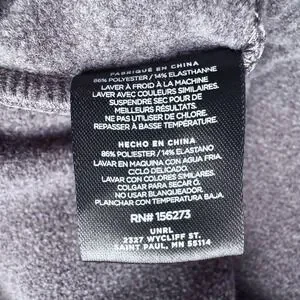 FABRIQUÉ EN CHINA
86% POLYESTER / 14% ELASTHANNE
LAVER À FROID À LA MACHINE
LAVER AVEC COULEURS SIMILAIRES.
SUSPENDRE SEC POUR DE
MEILLEURS RÉSULTATS.
NE PAS UTILISER DE CHLORE.
REPASSER À BASSE TEMPÉRATURE.
HECHO EN CHINA
86% POLYESTER / 14% ELASTANO
LAVAR EN MAQUINA CON AGUA FRIA.
CICLO DELICADO.
LAVAR CON COLORES SIMILARES.
COLGAR PARA SECAR O.
NO USAR BLANQUEADOR.
PLANCHAR CON TEMPERATURA BAJA.
RN# 156273
UNRL
2327 WYCLIFF ST.
SAINT PAUL, MN 55114